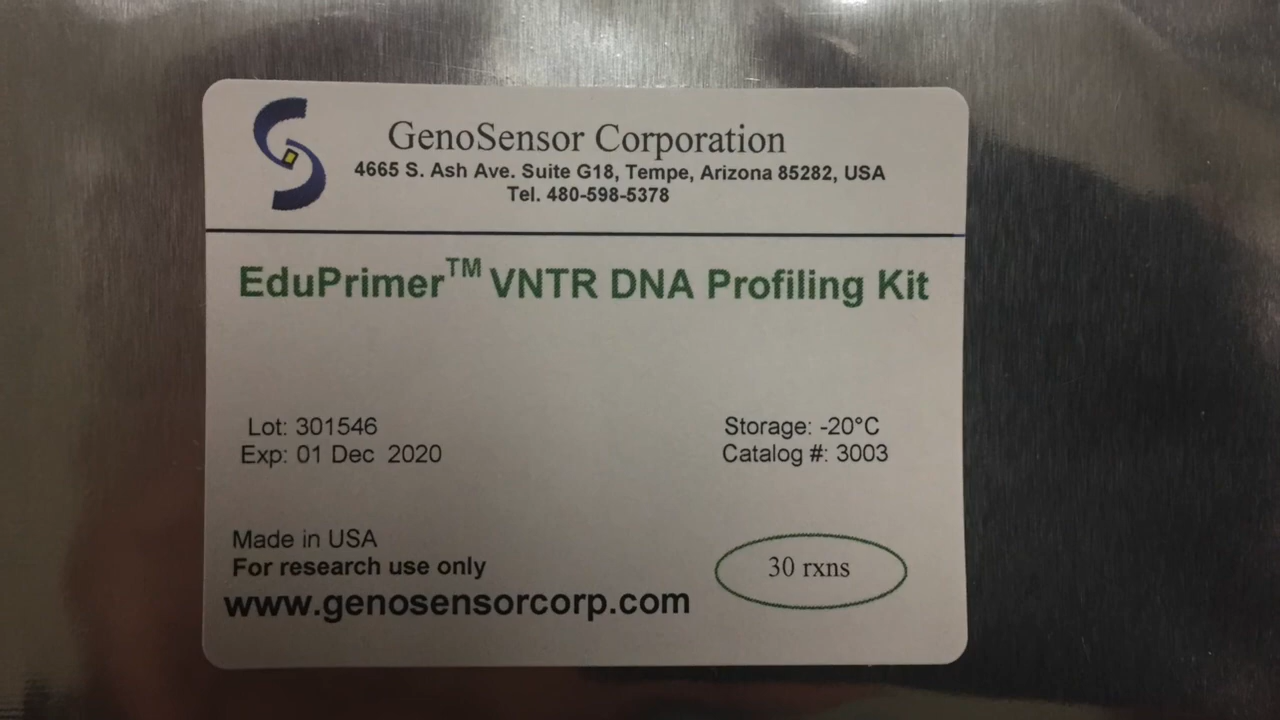 GenoSensor Corporation
4665 S. Ash Ave. Suite G18, Tempe, Arizona 85282, USA
Tel. 480-598-5378
EduPrimer™ VNTR DNA Profiling Kit
Lot: 301546
Exp: 01 Dec 2020
Storage: -20°C
Catalog #: 3003
Made in USA
For research use only
www.genosensorcorp.com
30 rxns